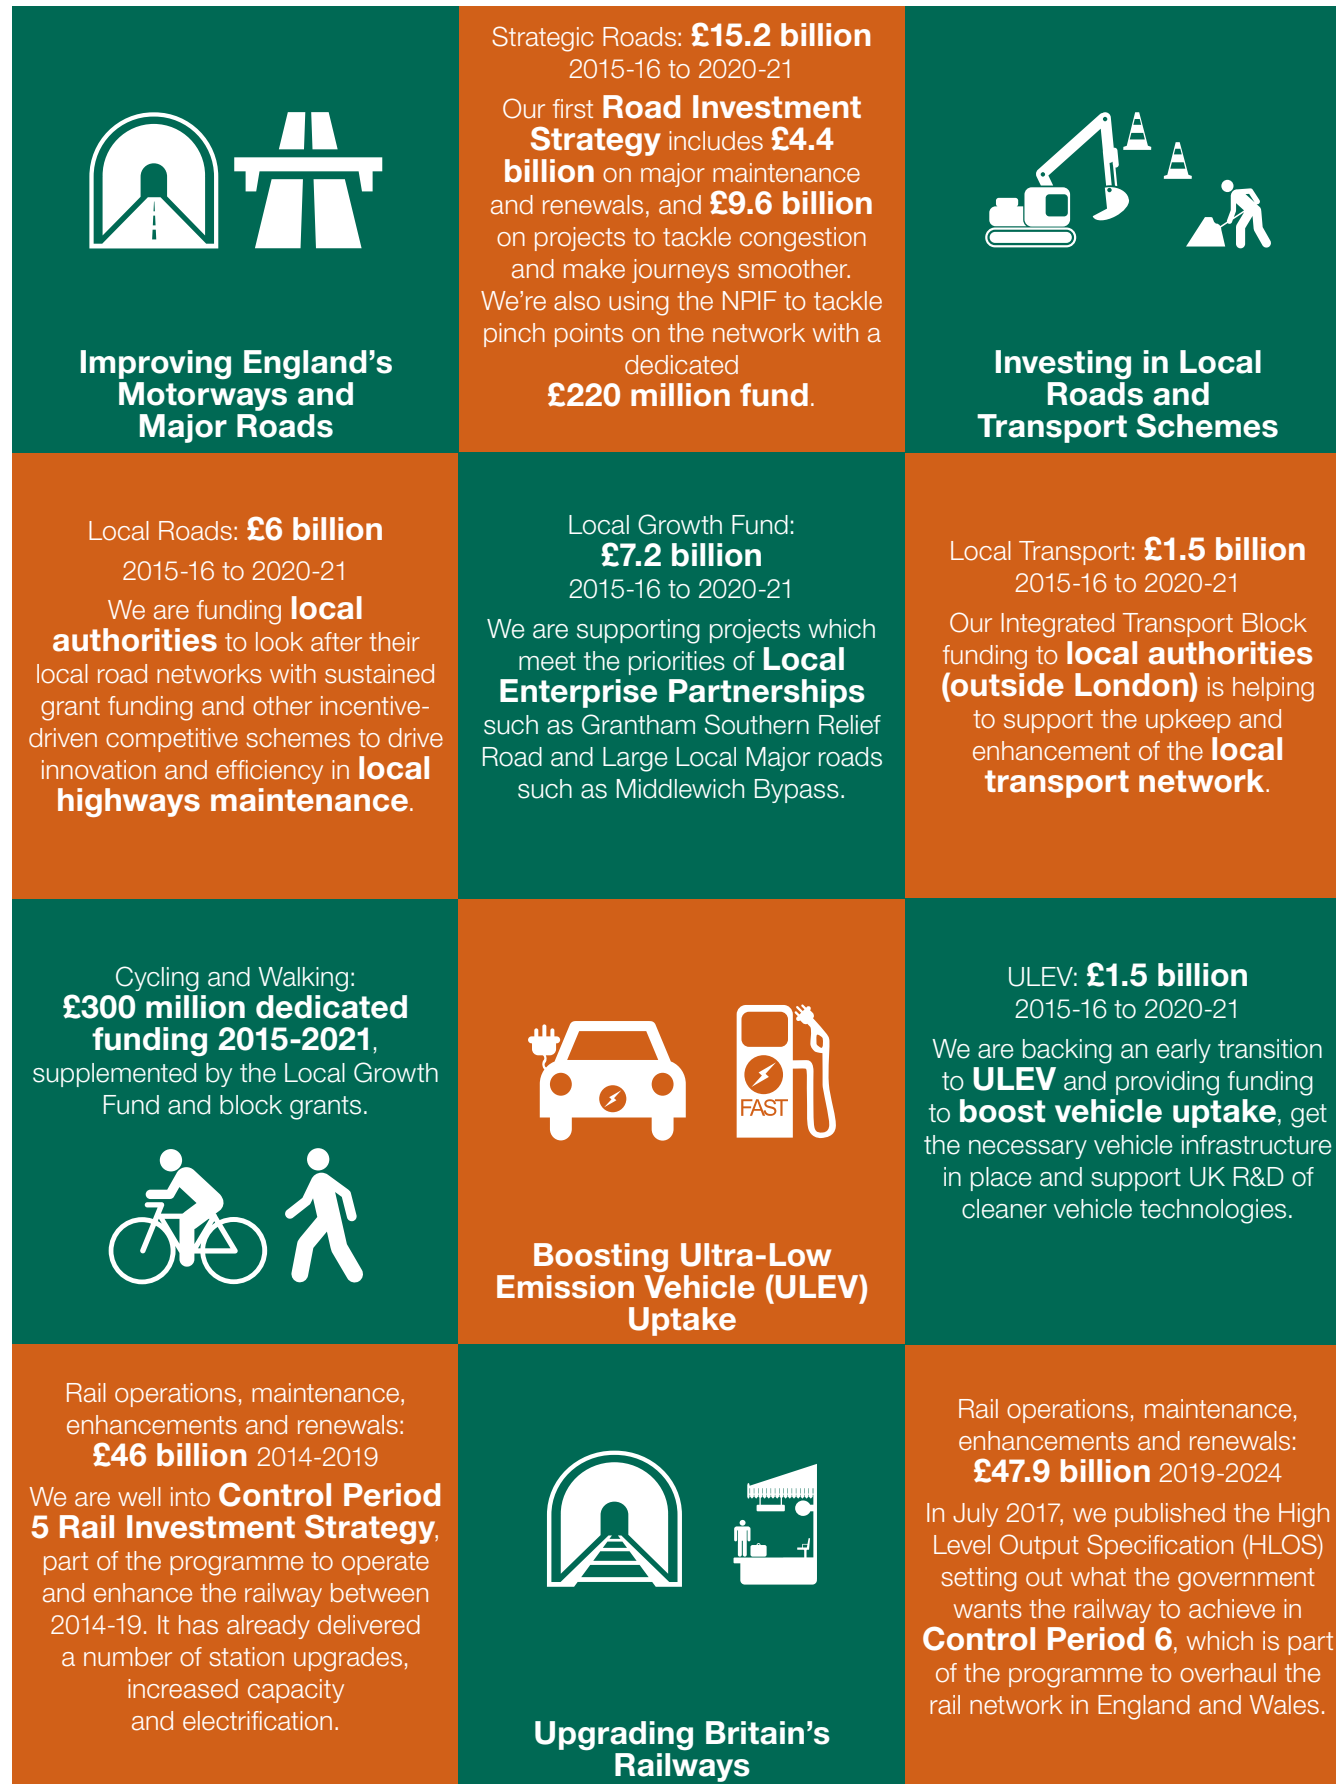 Improving England’s
Motorways and
Major Roads
Strategic Roads: £15.2 billion
2015-16 to 2020-21
Our first Road Investment
Strategy includes £4.4
billion on major maintenance
and renewals, and £9.6 billion
on projects to tackle congestion
and make journeys smoother.
We’re also using the NPIF to tackle
pinch points on the network with a
dedicated
£220 million fund.
Investing in Local
Roads and
Transport Schemes
Local Roads: £6 billion
2015-16 to 2020-21
We are funding local
authorities to look after their
local road networks with sustained
grant funding and other incentive-
driven competitive schemes to drive
innovation and efficiency in local
highways maintenance.
Local Growth Fund:
£7.2 billion
2015-16 to 2020-21
We are supporting projects which
meet the priorities of Local
Enterprise Partnerships
such as Grantham Southern Relief
Road and Large Local Major roads
such as Middlewich Bypass.
Local Transport: £1.5 billion
2015-16 to 2020-21
Our Integrated Transport Block
funding to local authorities
(outside London) is helping
to support the upkeep and
enhancement of the local
transport network.
Cycling and Walking:
£300 million dedicated
funding 2015-2021,
supplemented by the Local Growth
Fund and block grants.
FAST
Boosting Ultra-Low
Emission Vehicle (ULEV)
Uptake
ULEV: £1.5 billion
2015-16 to 2020-21
We are backing an early transition
to ULEV and providing funding
to boost vehicle uptake, get
the necessary vehicle infrastructure
in place and support UK R&D of
cleaner vehicle technologies.
Rail operations, maintenance,
enhancements and renewals:
£46 billion 2014-2019
We are well into Control Period
5 Rail Investment Strategy,
part of the programme to operate
and enhance the railway between
2014-19. It has already delivered
a number of station upgrades,
increased capacity
and electrification.
Upgrading Britain’s
Railways
Rail operations, maintenance,
enhancements and renewals:
£47.9 billion 2019-2024
In July 2017, we published the High
Level Output Specification (HLOS)
setting out what the government
wants the railway to achieve in
Control Period 6, which is part
of the programme to overhaul the
rail network in England and Wales.